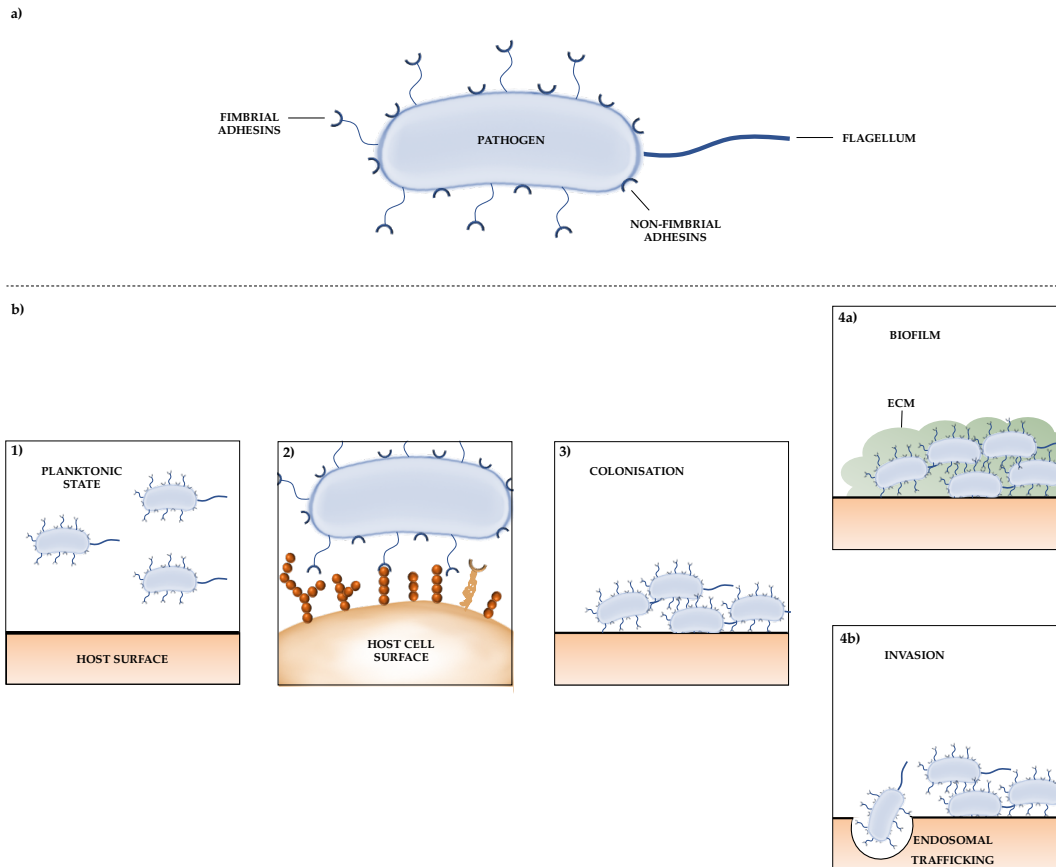 a)
FIMBRIAL
ADHESINS
PATHOGEN
FLAGELLUM
NON-FIMBRIAL
ADHESINS
b)
1)
PLANKTONIC
STATE
HOST SURFACE
2)
HOST CELL
SURFACE
3)
COLONISATION
4a)
BIOFILM
ECM
4b)
INVASION
ENDOSOMAL
TRAFFICKING